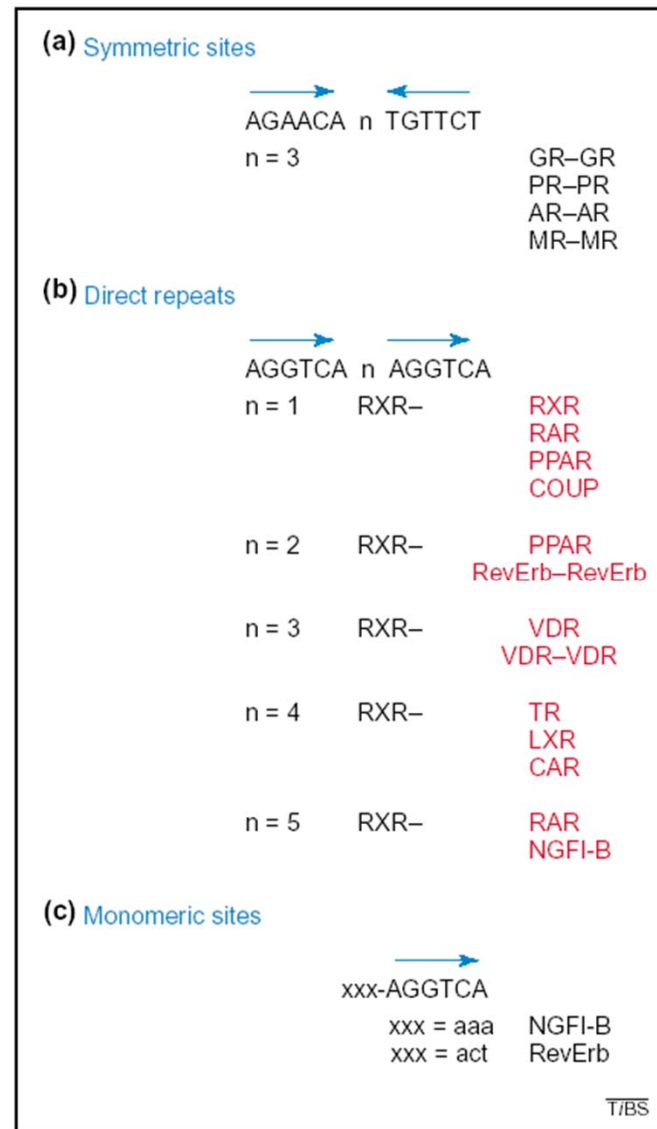 (a) Symmetric sites
AGAACA n TGTTCT
n = 3 GR–GR
PR–PR
AR–AR
MR–MR
(b) Direct repeats
AGGTCA n AGGTCA
n = 1 RXR– RXR
RAR
PPAR
COUP
n = 2 RXR– PPAR
RevErb–RevErb
n = 3 RXR– VDR
VDR–VDR
n = 4 RXR– TR
LXR
CAR
n = 5 RXR– RAR
NGFI-B
(c) Monomeric sites
xxx-AGGTCA
xxx = aaa NGFI-B
xxx = act RevErb
TiBS